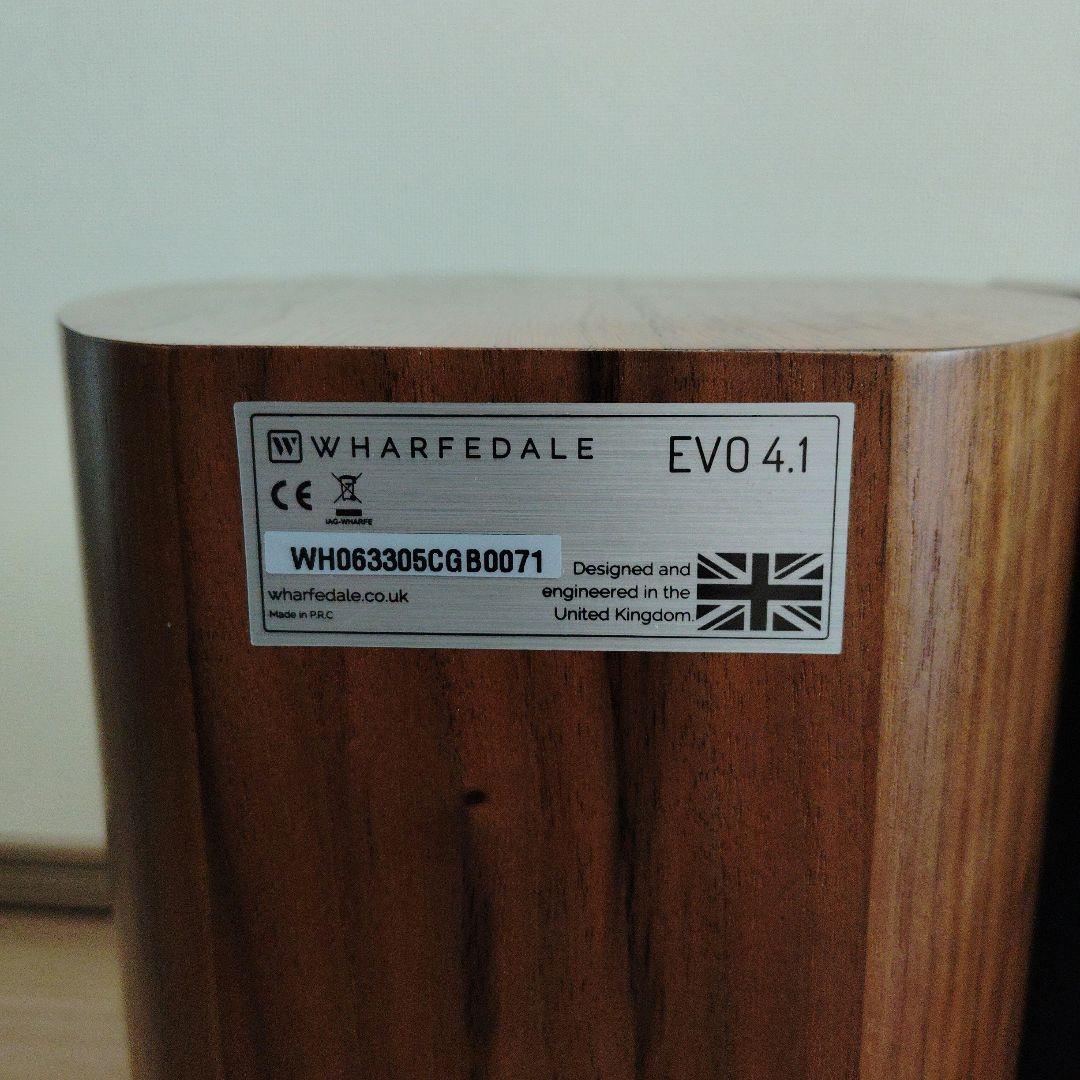 W WHARFEDALE EVO 4.1
CE
IAG-WHARFE
WH063305CGB0071
wharfedale.co.uk
Made in P.R.C
Designed and
engineered in the
United Kingdom.